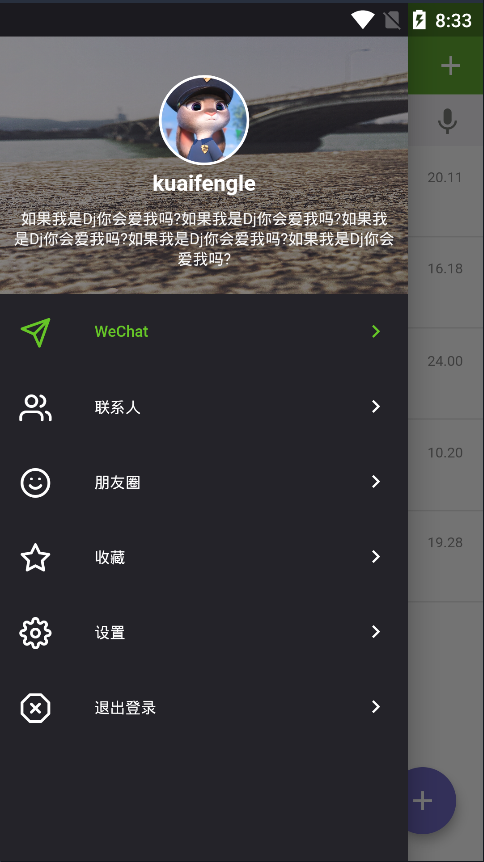 8:33
kuaifengle
如果我是Dj你会爱我吗?如果我是Dj你会爱我吗?如果我
是Dj你会爱我吗?如果我是Dj你会爱我吗?如果我是Dj你会
爱我吗?
WeChat
联系人
朋友圈
收藏
设置
退出登录
20.11
16.18
24.00
10.20
19.28